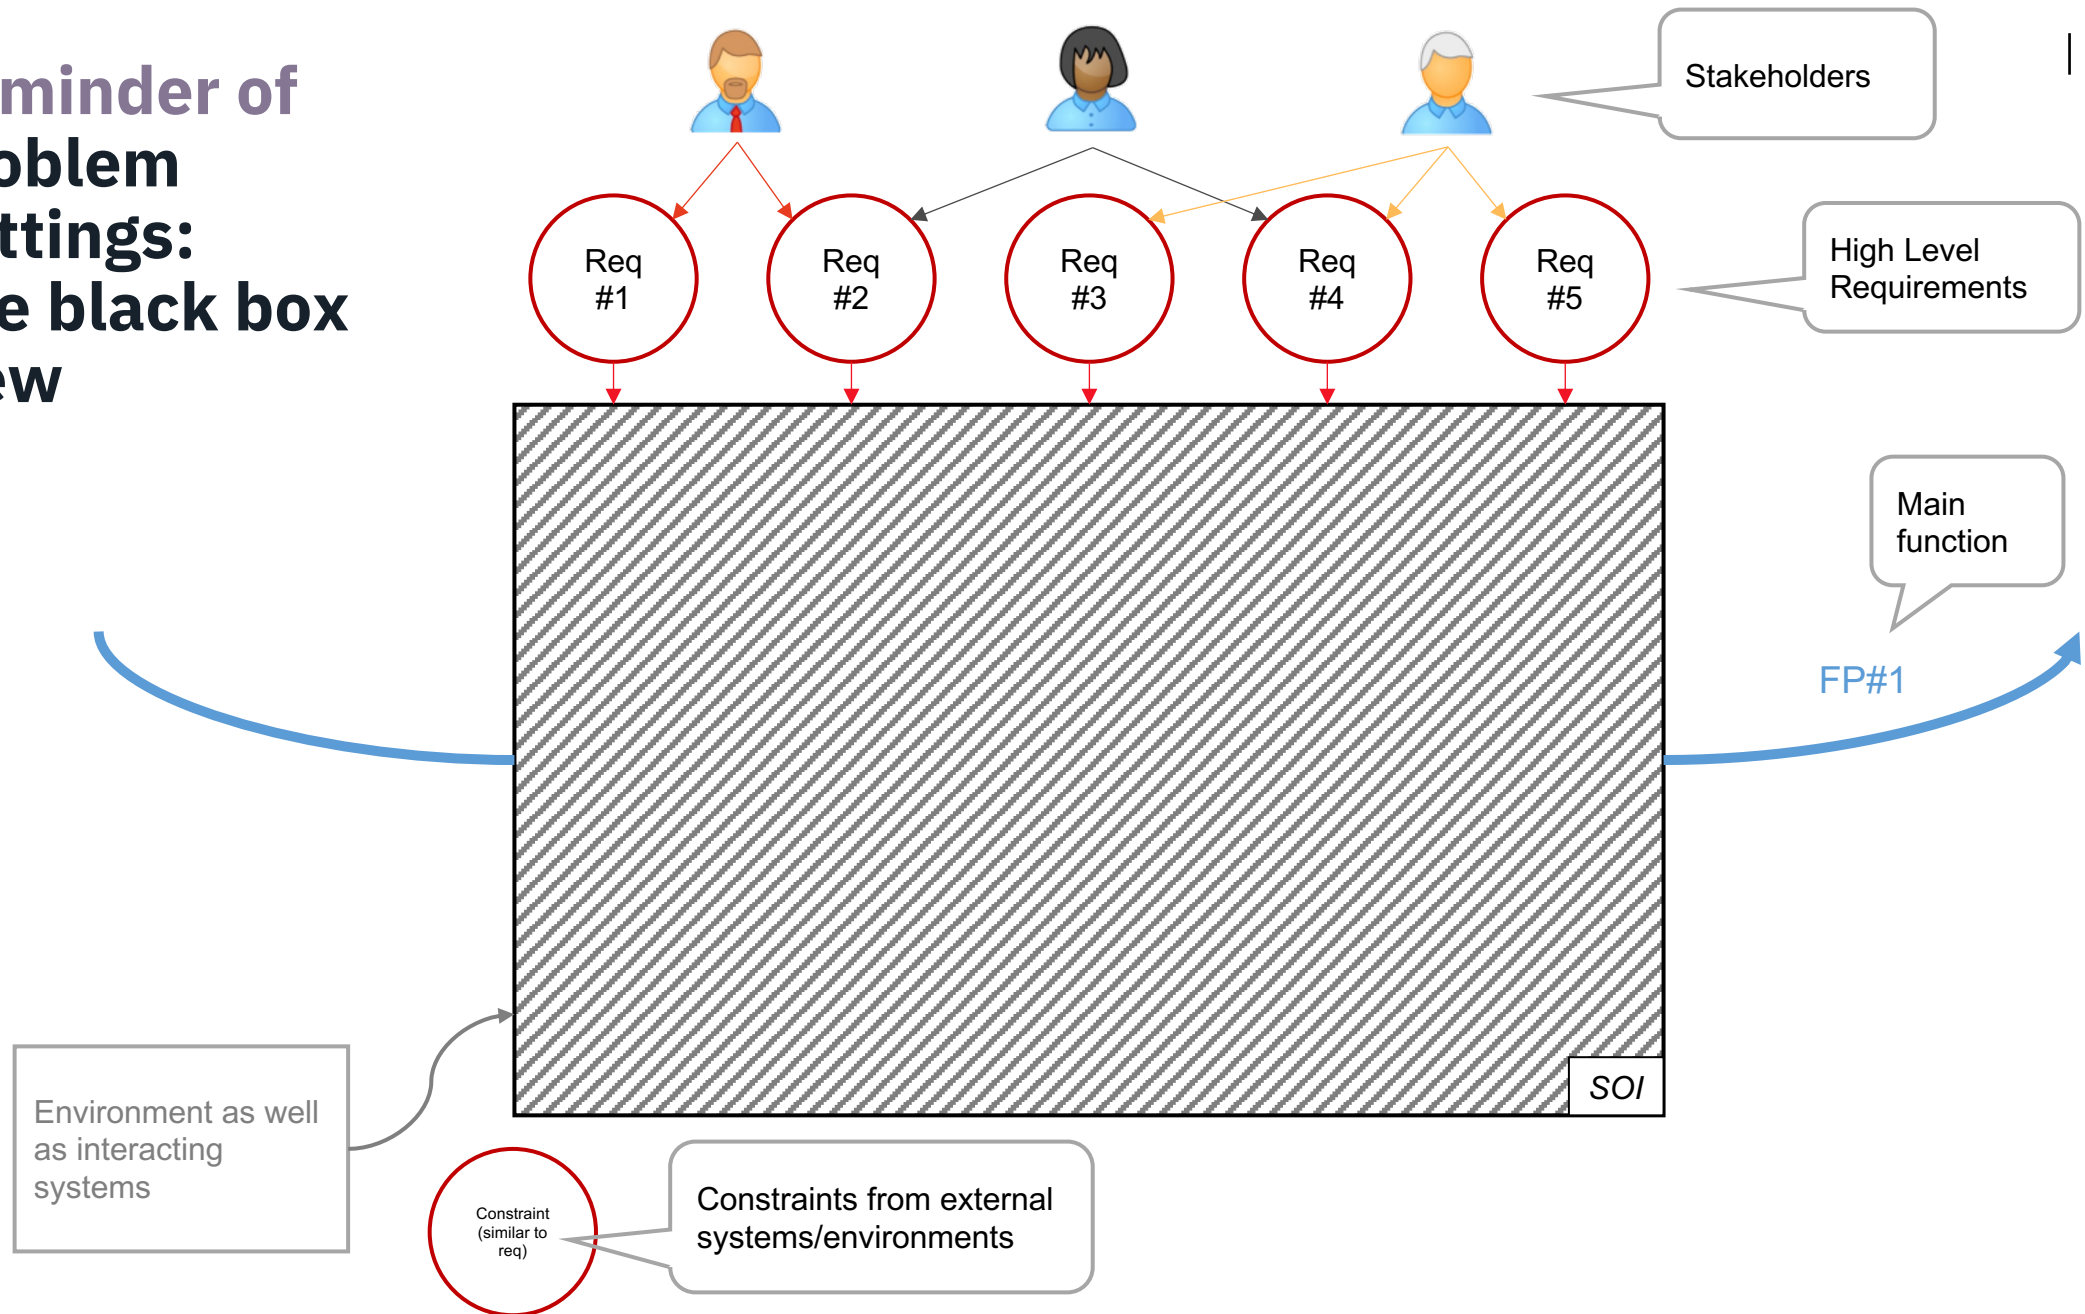 minder of
oblem
ttings:
e black box
ew
Stakeholders
High Level
Requirements
Req
#1
Req
#2
Req
#3
Req
#4
Req
#5
Main
function
FP#1
SOI
Environment as well
as interacting
systems
Constraint
(similar to
req)
Constraints from external
systems/environments